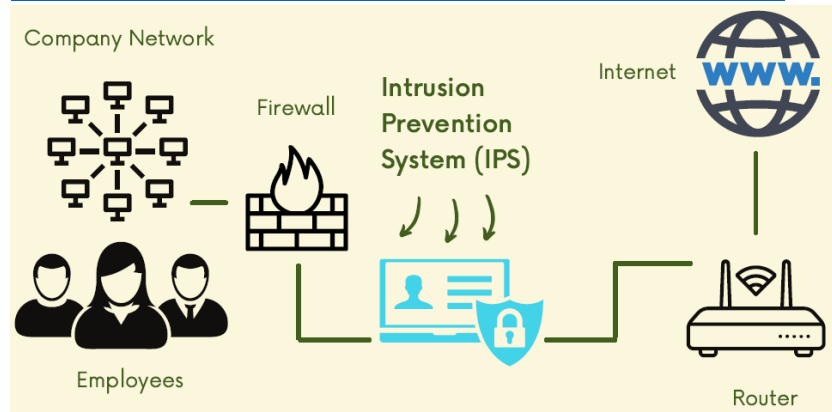 Company Network
Firewall
Intrusion
Prevention
System (IPS)
Internet
www.
Employees
Router